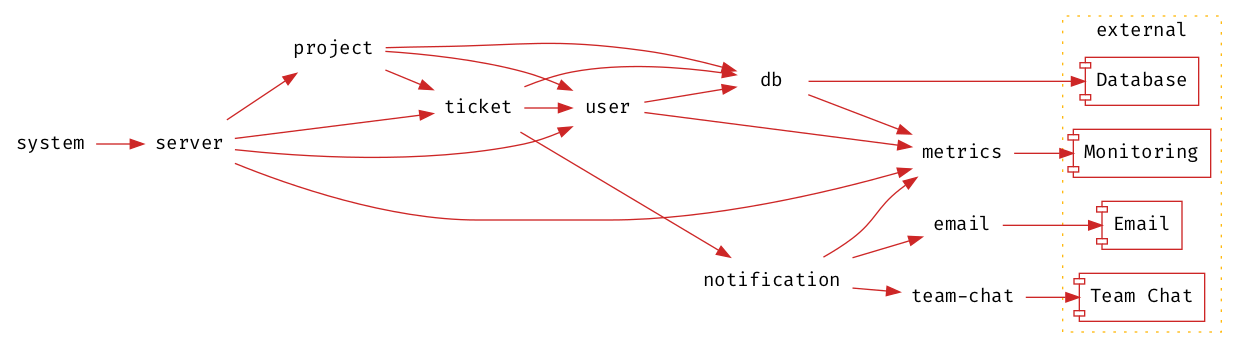 external
project
Database
db
ticket
user
system
server
metrics
Monitoring
email
Email
notification
team-chat
Team Chat